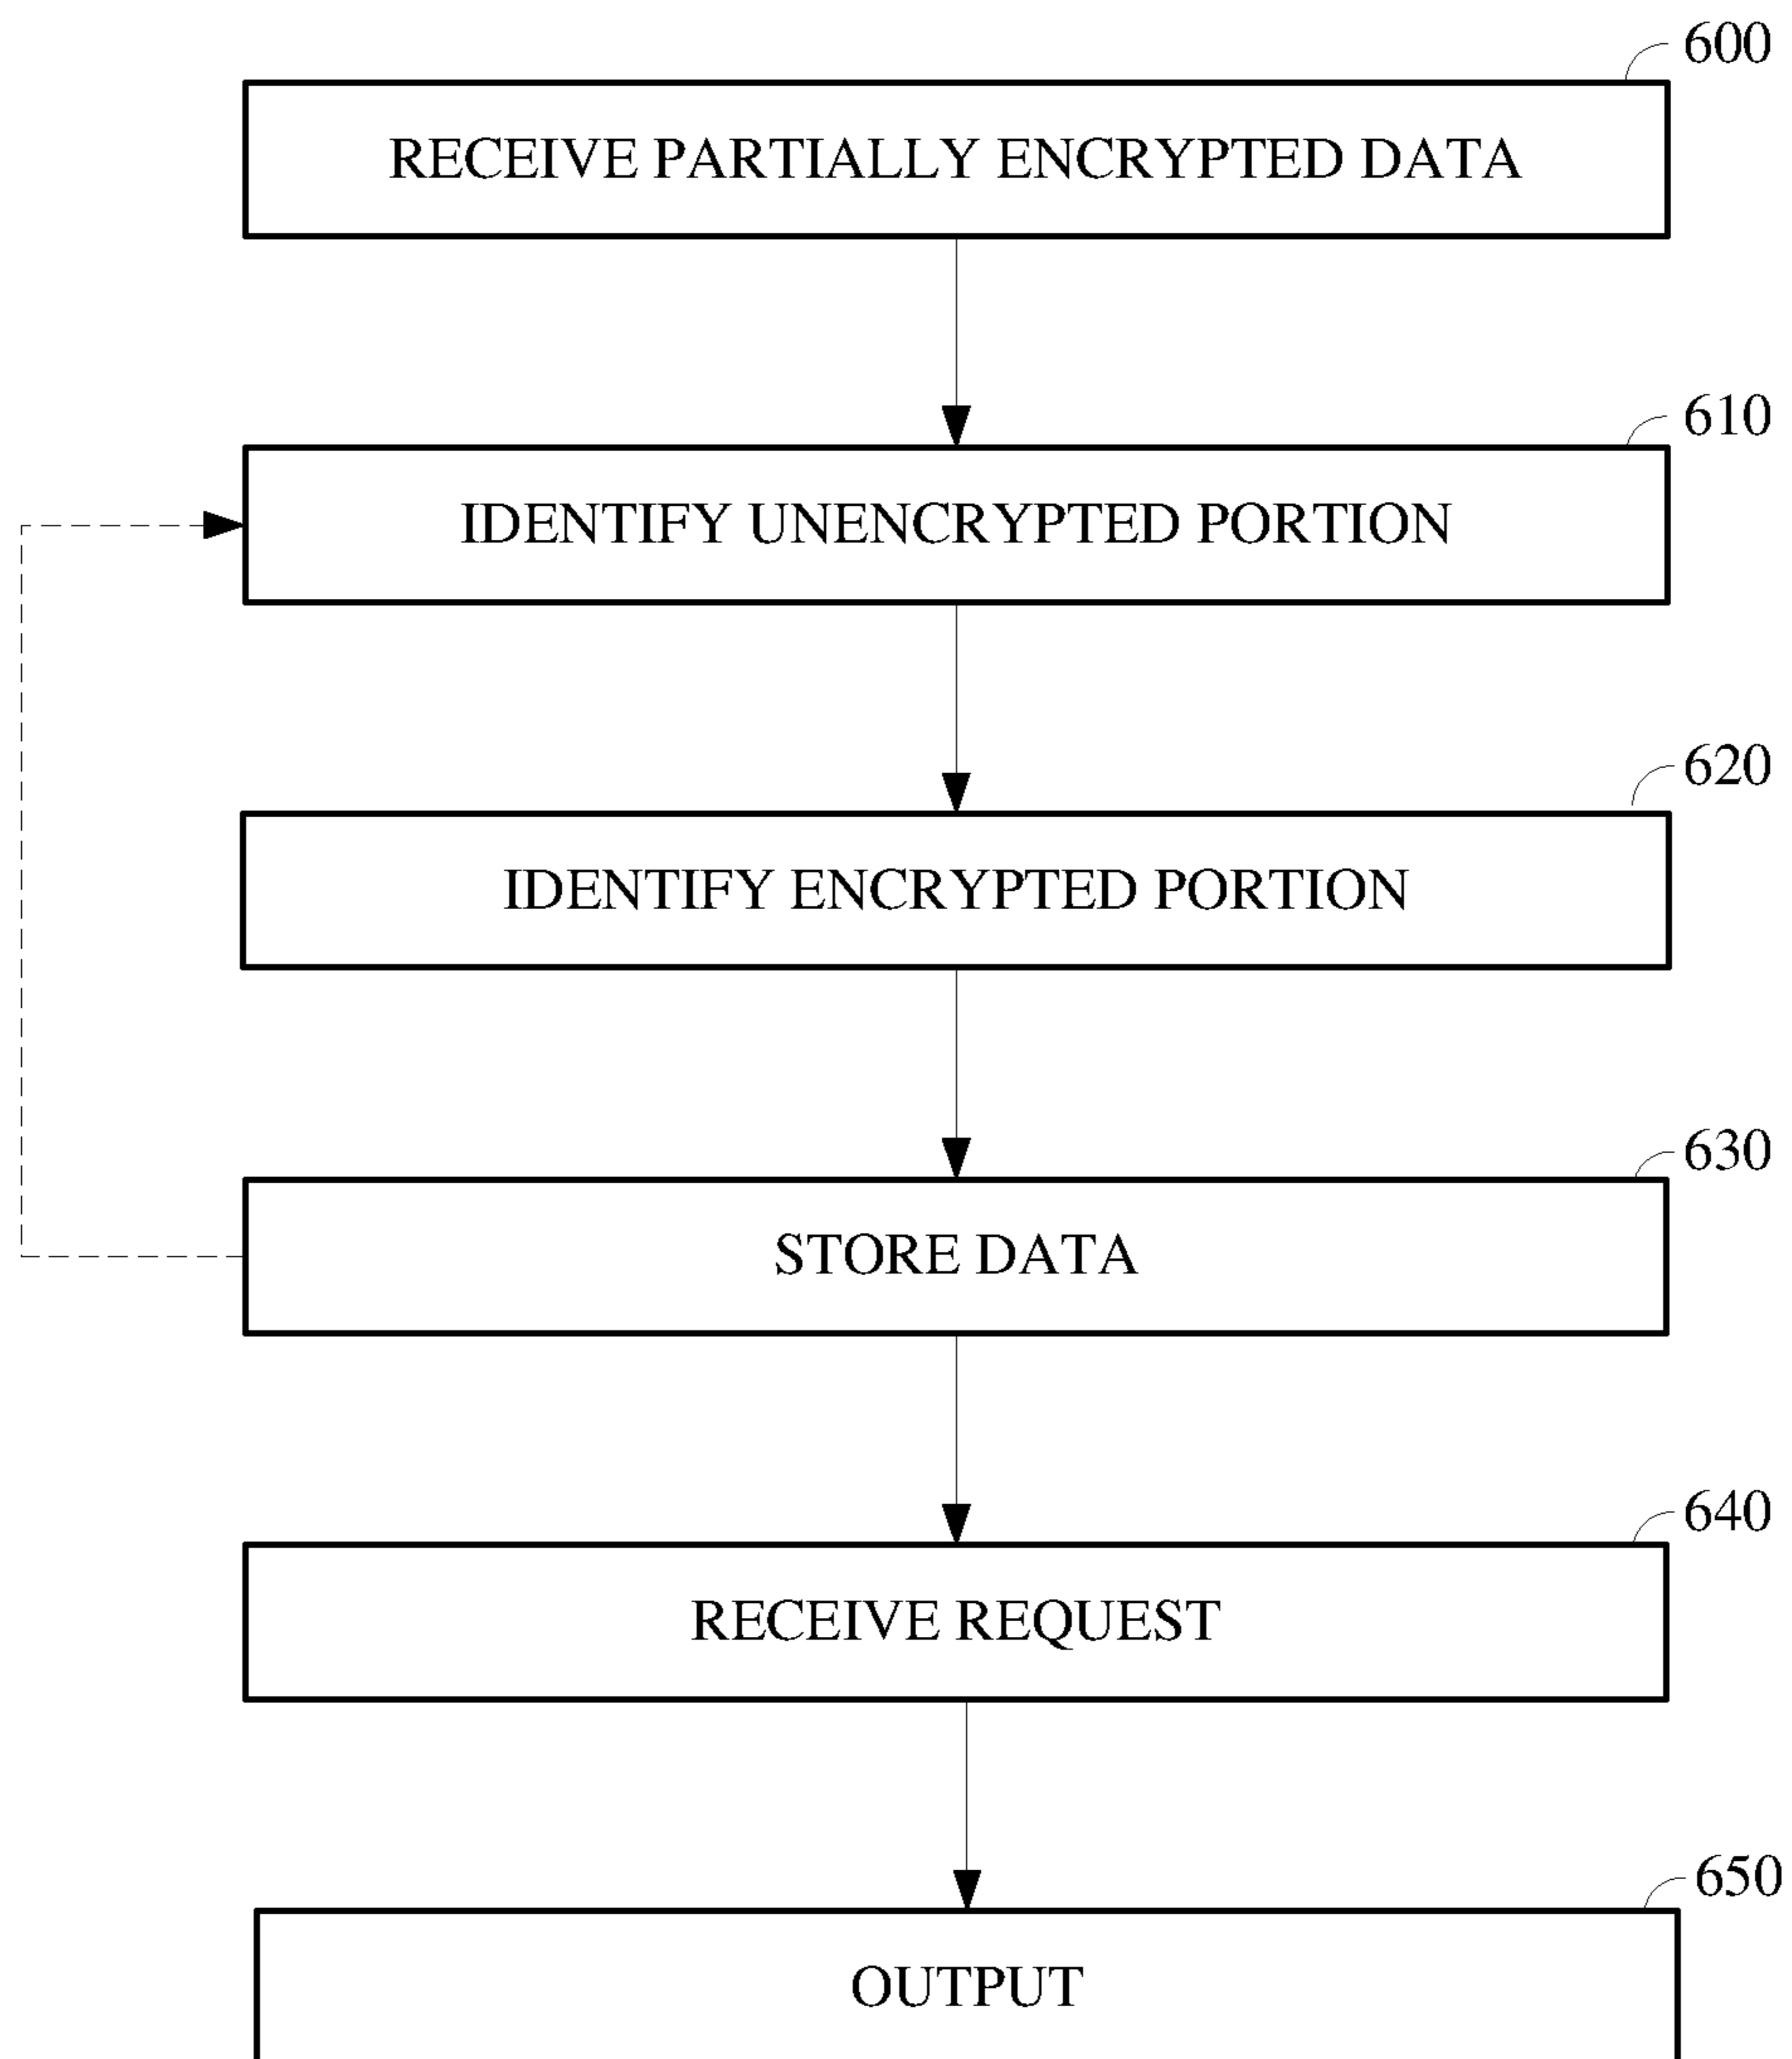 600
RECEIVE PARTIALLY ENCRYPTED DATA
610
IDENTIFY UNENCRYPTED PORTION
620
IDENTIFY ENCRYPTED PORTION
630
STORE DATA
640
RECEIVE REQUEST
650
OUTPUT